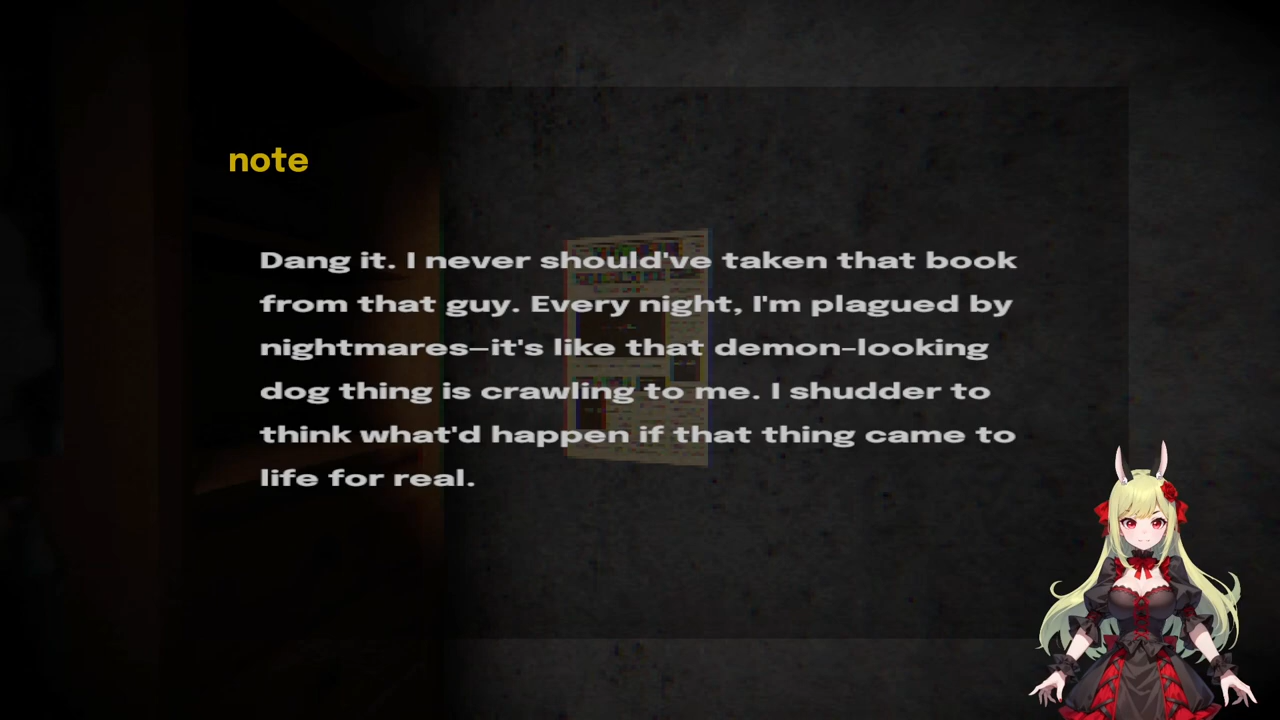 note
Dang it. I never should've taken that book
from that guy. Every night, I'm plagued by
nightmares—it's like that demon-looking
dog thing is crawling to me. I shudder to
think what'd happen if that thing came to
life for real.